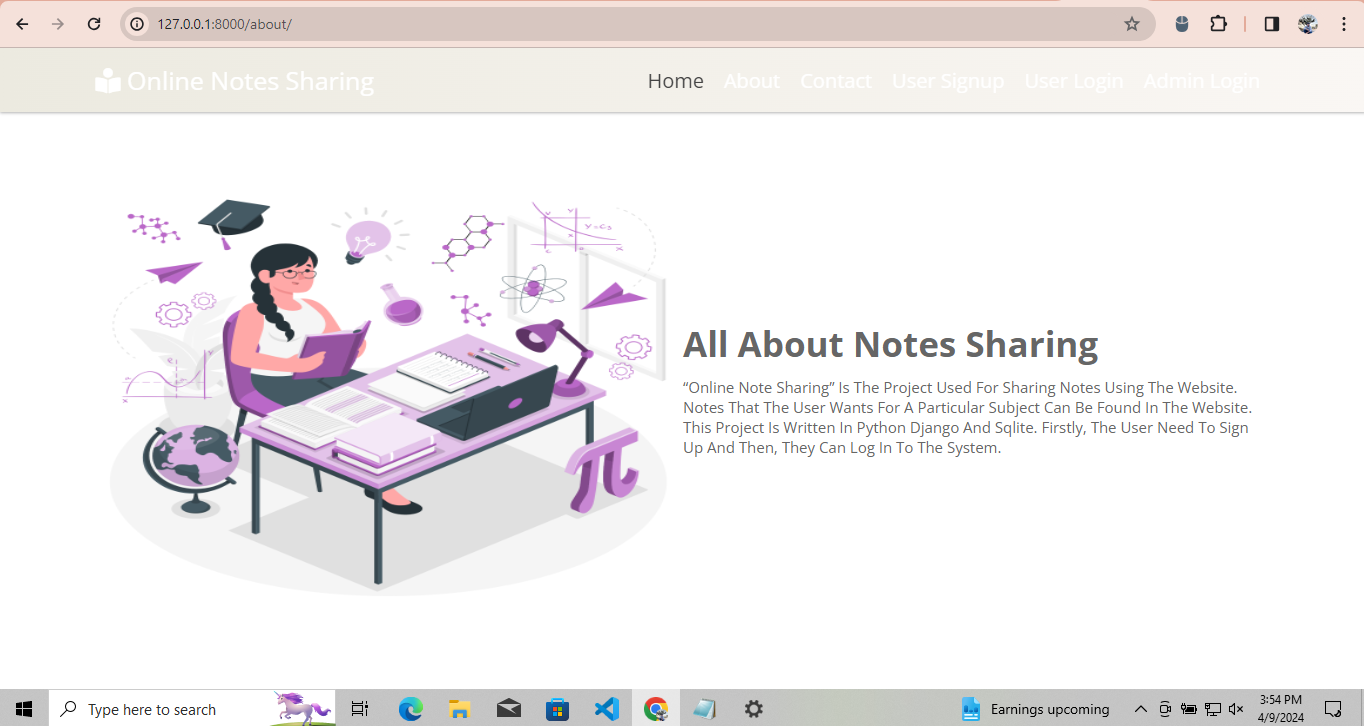 127.0.0.1:8000/about/
Online Notes Sharing
Home About Contact User Signup User Login Admin Login
Y=Cs
All About Notes Sharing
“Online Note Sharing” Is The Project Used For Sharing Notes Using The Website.
Notes That The User Wants For A Particular Subject Can Be Found In The Website.
This Project Is Written In Python Django And Sqlite. Firstly, The User Need To Sign
Up And Then, They Can Log In To The System.
Type here to search
Earnings upcoming
3:54 PM
4/9/2024